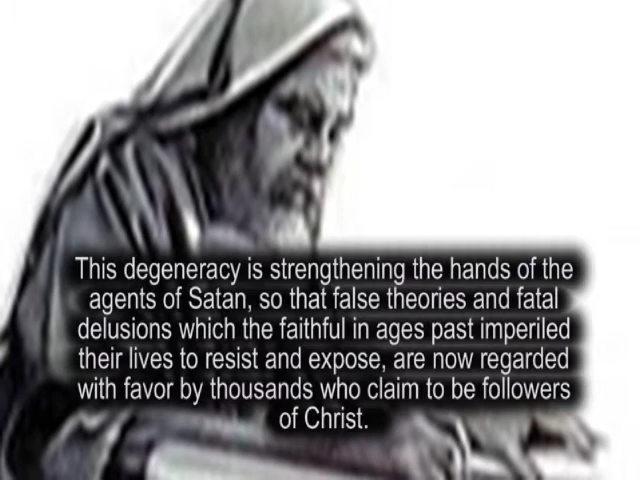 This degeneracy is strengthening the hands of the
agents of Satan, so that false theories and fatal
delusions which the faithful in ages past imperiled
their lives to resist and expose, are now regarded
with favor by thousands who claim to be followers
of Christ.